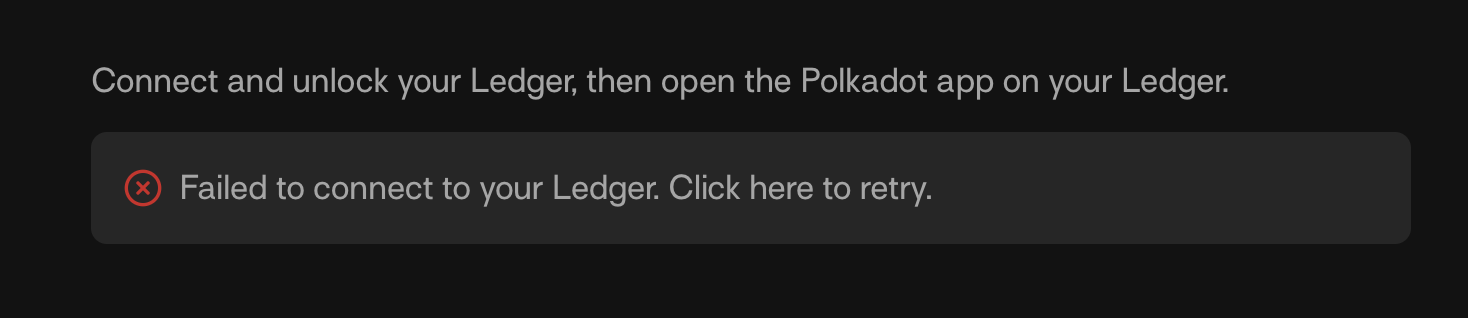 Connect and unlock your Ledger, then open the Polkadot app on your Ledger.
Failed to connect to your Ledger. Click here to retry.